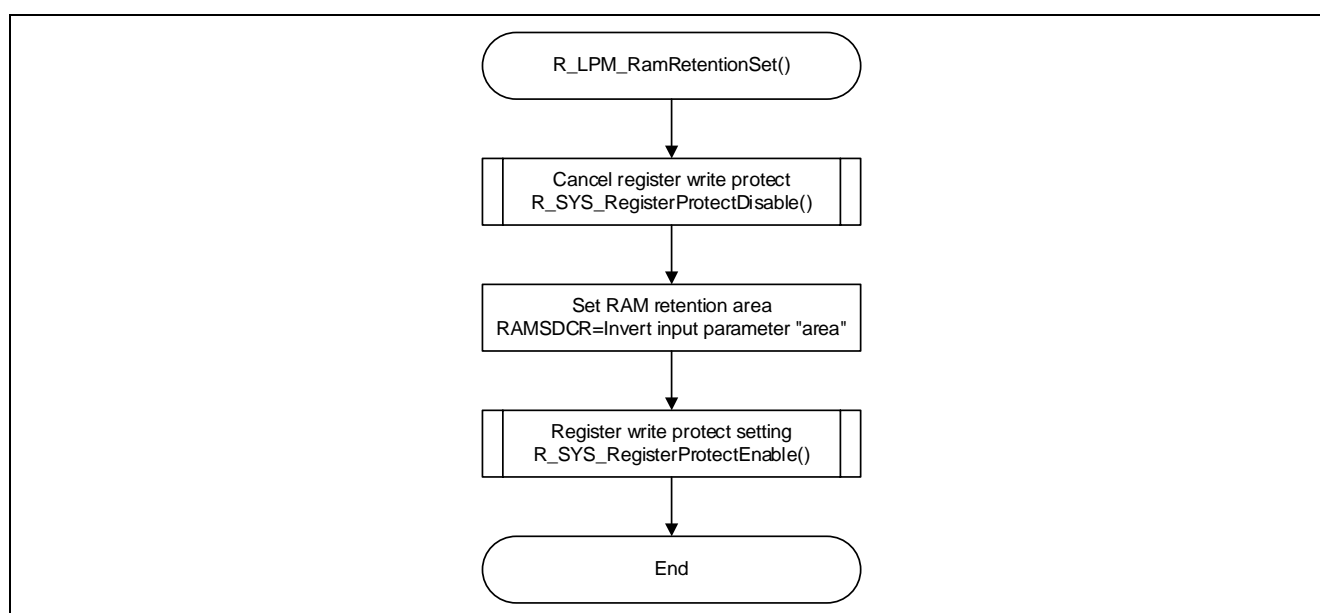 R_LPM_RamRetentionSet()
Cancel register write protect
R_SYS_RegisterProtectDisable()
Set RAM retention area
RAMSDCR=Invert input parameter "area"
Register write protect setting
R_SYS_RegisterProtectEnable()
End